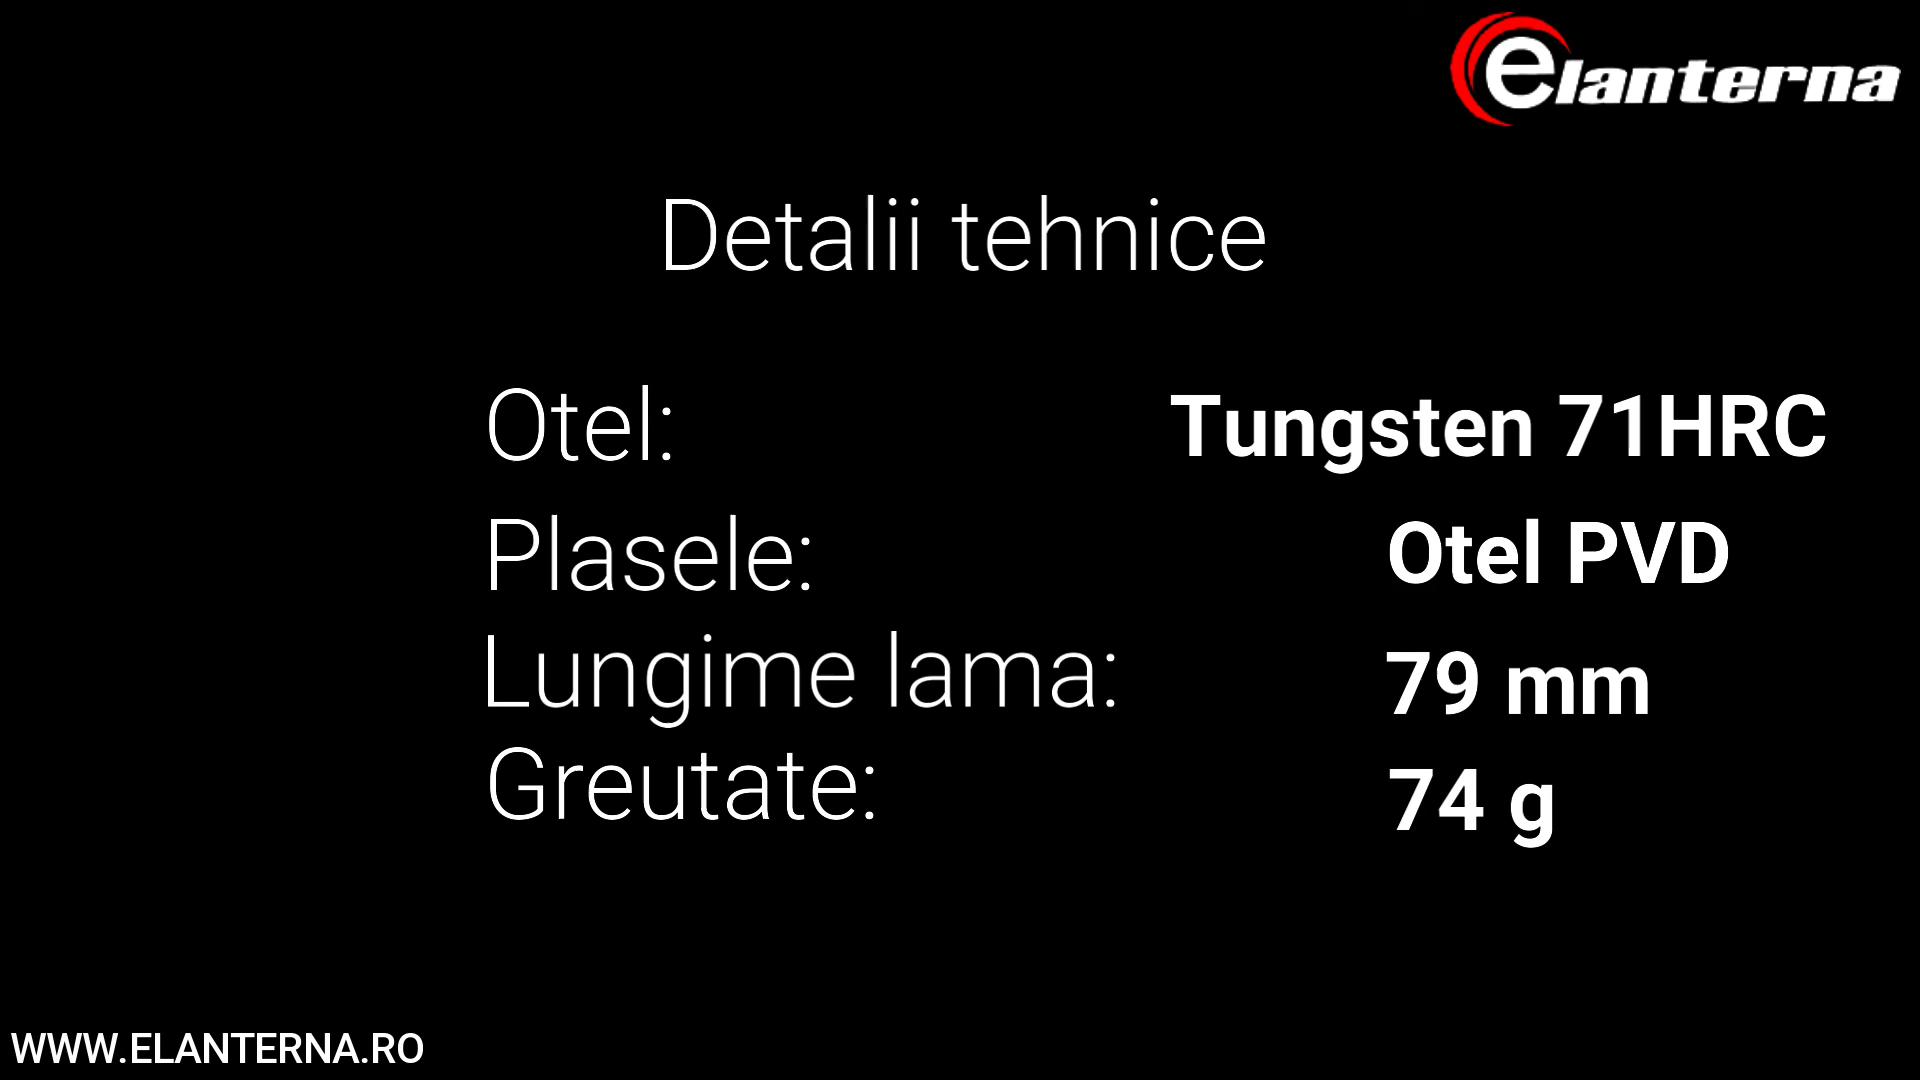 elanterna
Detalii tehnice
Otel: Tungsten 71HRC
Plasele: Otel PVD
Lungime lama: 79 mm
Greutate: 74 g
WWW.ELANTERNA.RO